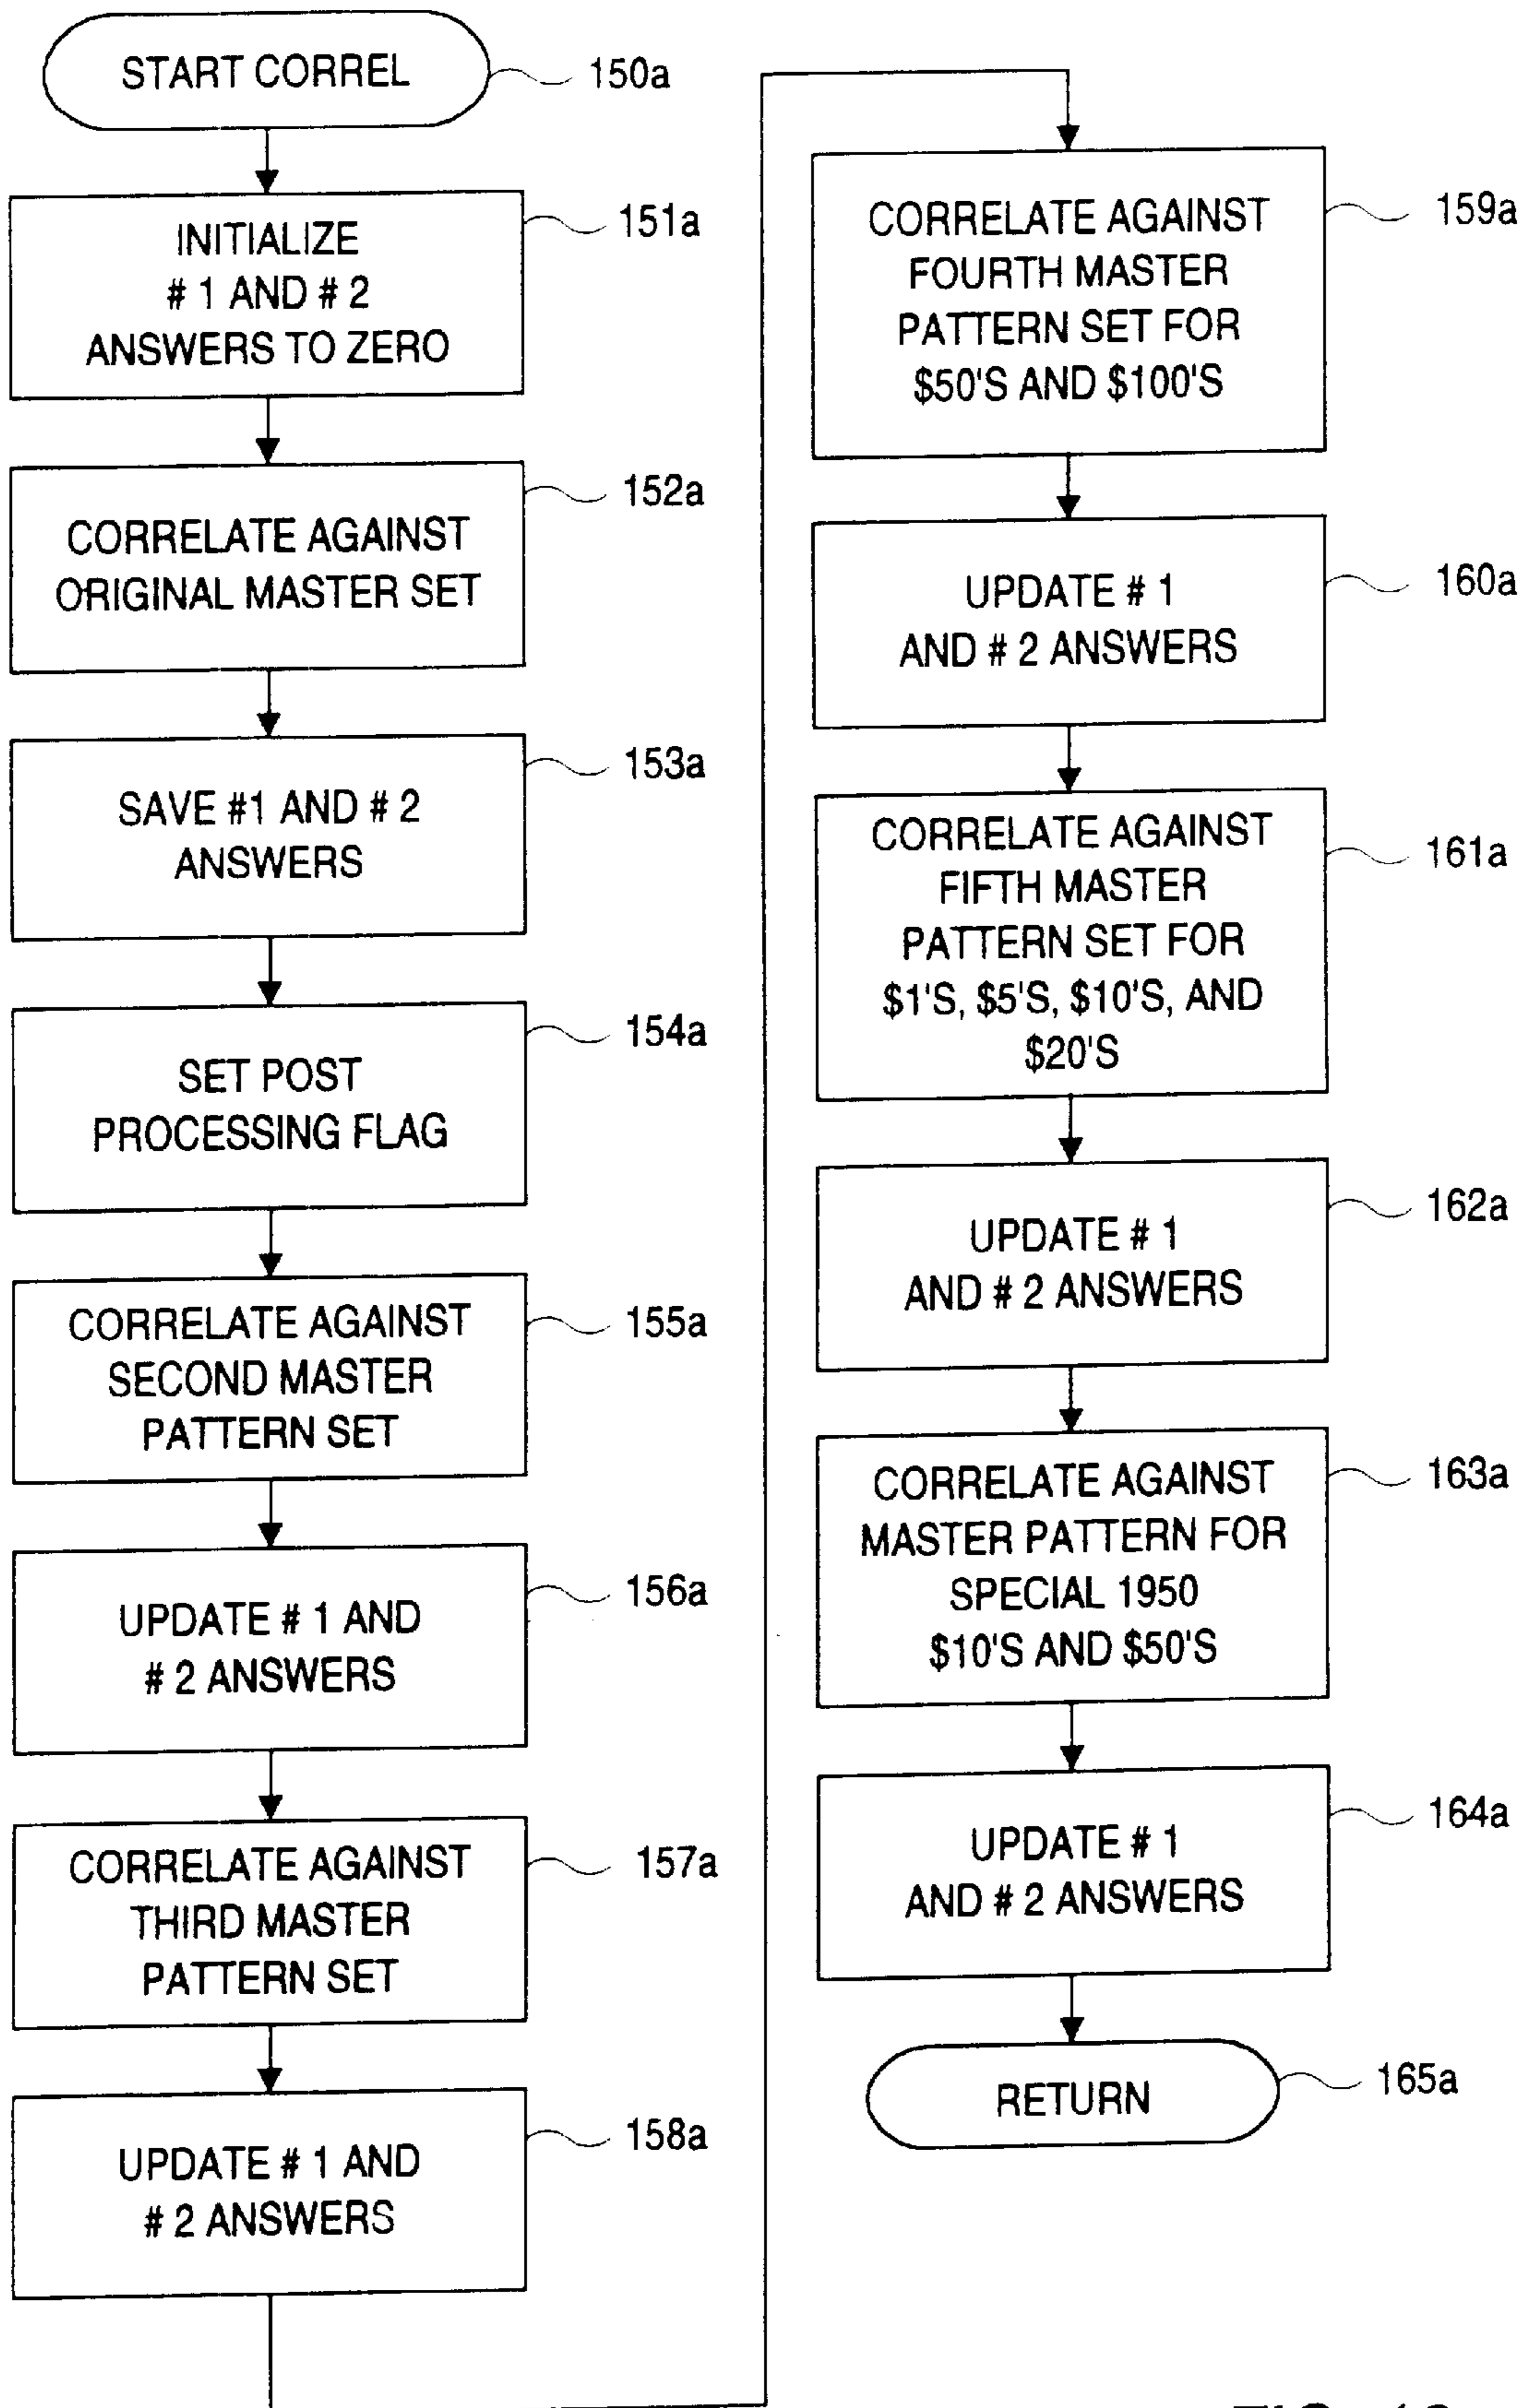 START CORREL
150a
INITIALIZE
# 1 AND # 2
ANSWERS TO ZERO
151a
CORRELATE AGAINST
ORIGINAL MASTER SET
152a
SAVE #1 AND # 2
ANSWERS
153a
SET POST
PROCESSING FLAG
154a
CORRELATE AGAINST
SECOND MASTER
PATTERN SET
155a
UPDATE # 1 AND
# 2 ANSWERS
156a
CORRELATE AGAINST
THIRD MASTER
PATTERN SET
157a
UPDATE # 1 AND
# 2 ANSWERS
158a
CORRELATE AGAINST
FOURTH MASTER
PATTERN SET FOR
$50'S AND $100'S
159a
UPDATE # 1
AND # 2 ANSWERS
160a
CORRELATE AGAINST
FIFTH MASTER
PATTERN SET FOR
$1'S, $5'S, $10'S, AND
$20'S
161a
UPDATE # 1
AND # 2 ANSWERS
162a
CORRELATE AGAINST
MASTER PATTERN FOR
SPECIAL 1950
$10'S AND $50'S
163a
UPDATE # 1
AND # 2 ANSWERS
164a
RETURN
165a